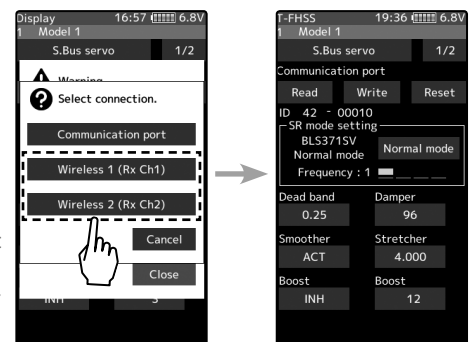 Display 16:57 6.8V
1 Model 1
S.Bus servo 1/2
Warning
Select connection.
Communication port
Wireless 1 (Rx Ch1)
Wireless 2 (Rx Ch2)
Cancel
Close
INH
T-FHSS 19:36 6.8V
1 Model 1
S.Bus servo 1/2
Communication port
Read Write Reset
ID 42 - 00010
SR mode setting
BLS371SV
Normal mode Normal mode
Frequency : 1
Dead band Damper
0.25 96
Smoother Stretcher
ACT 4.000
Boost Boost
INH 12